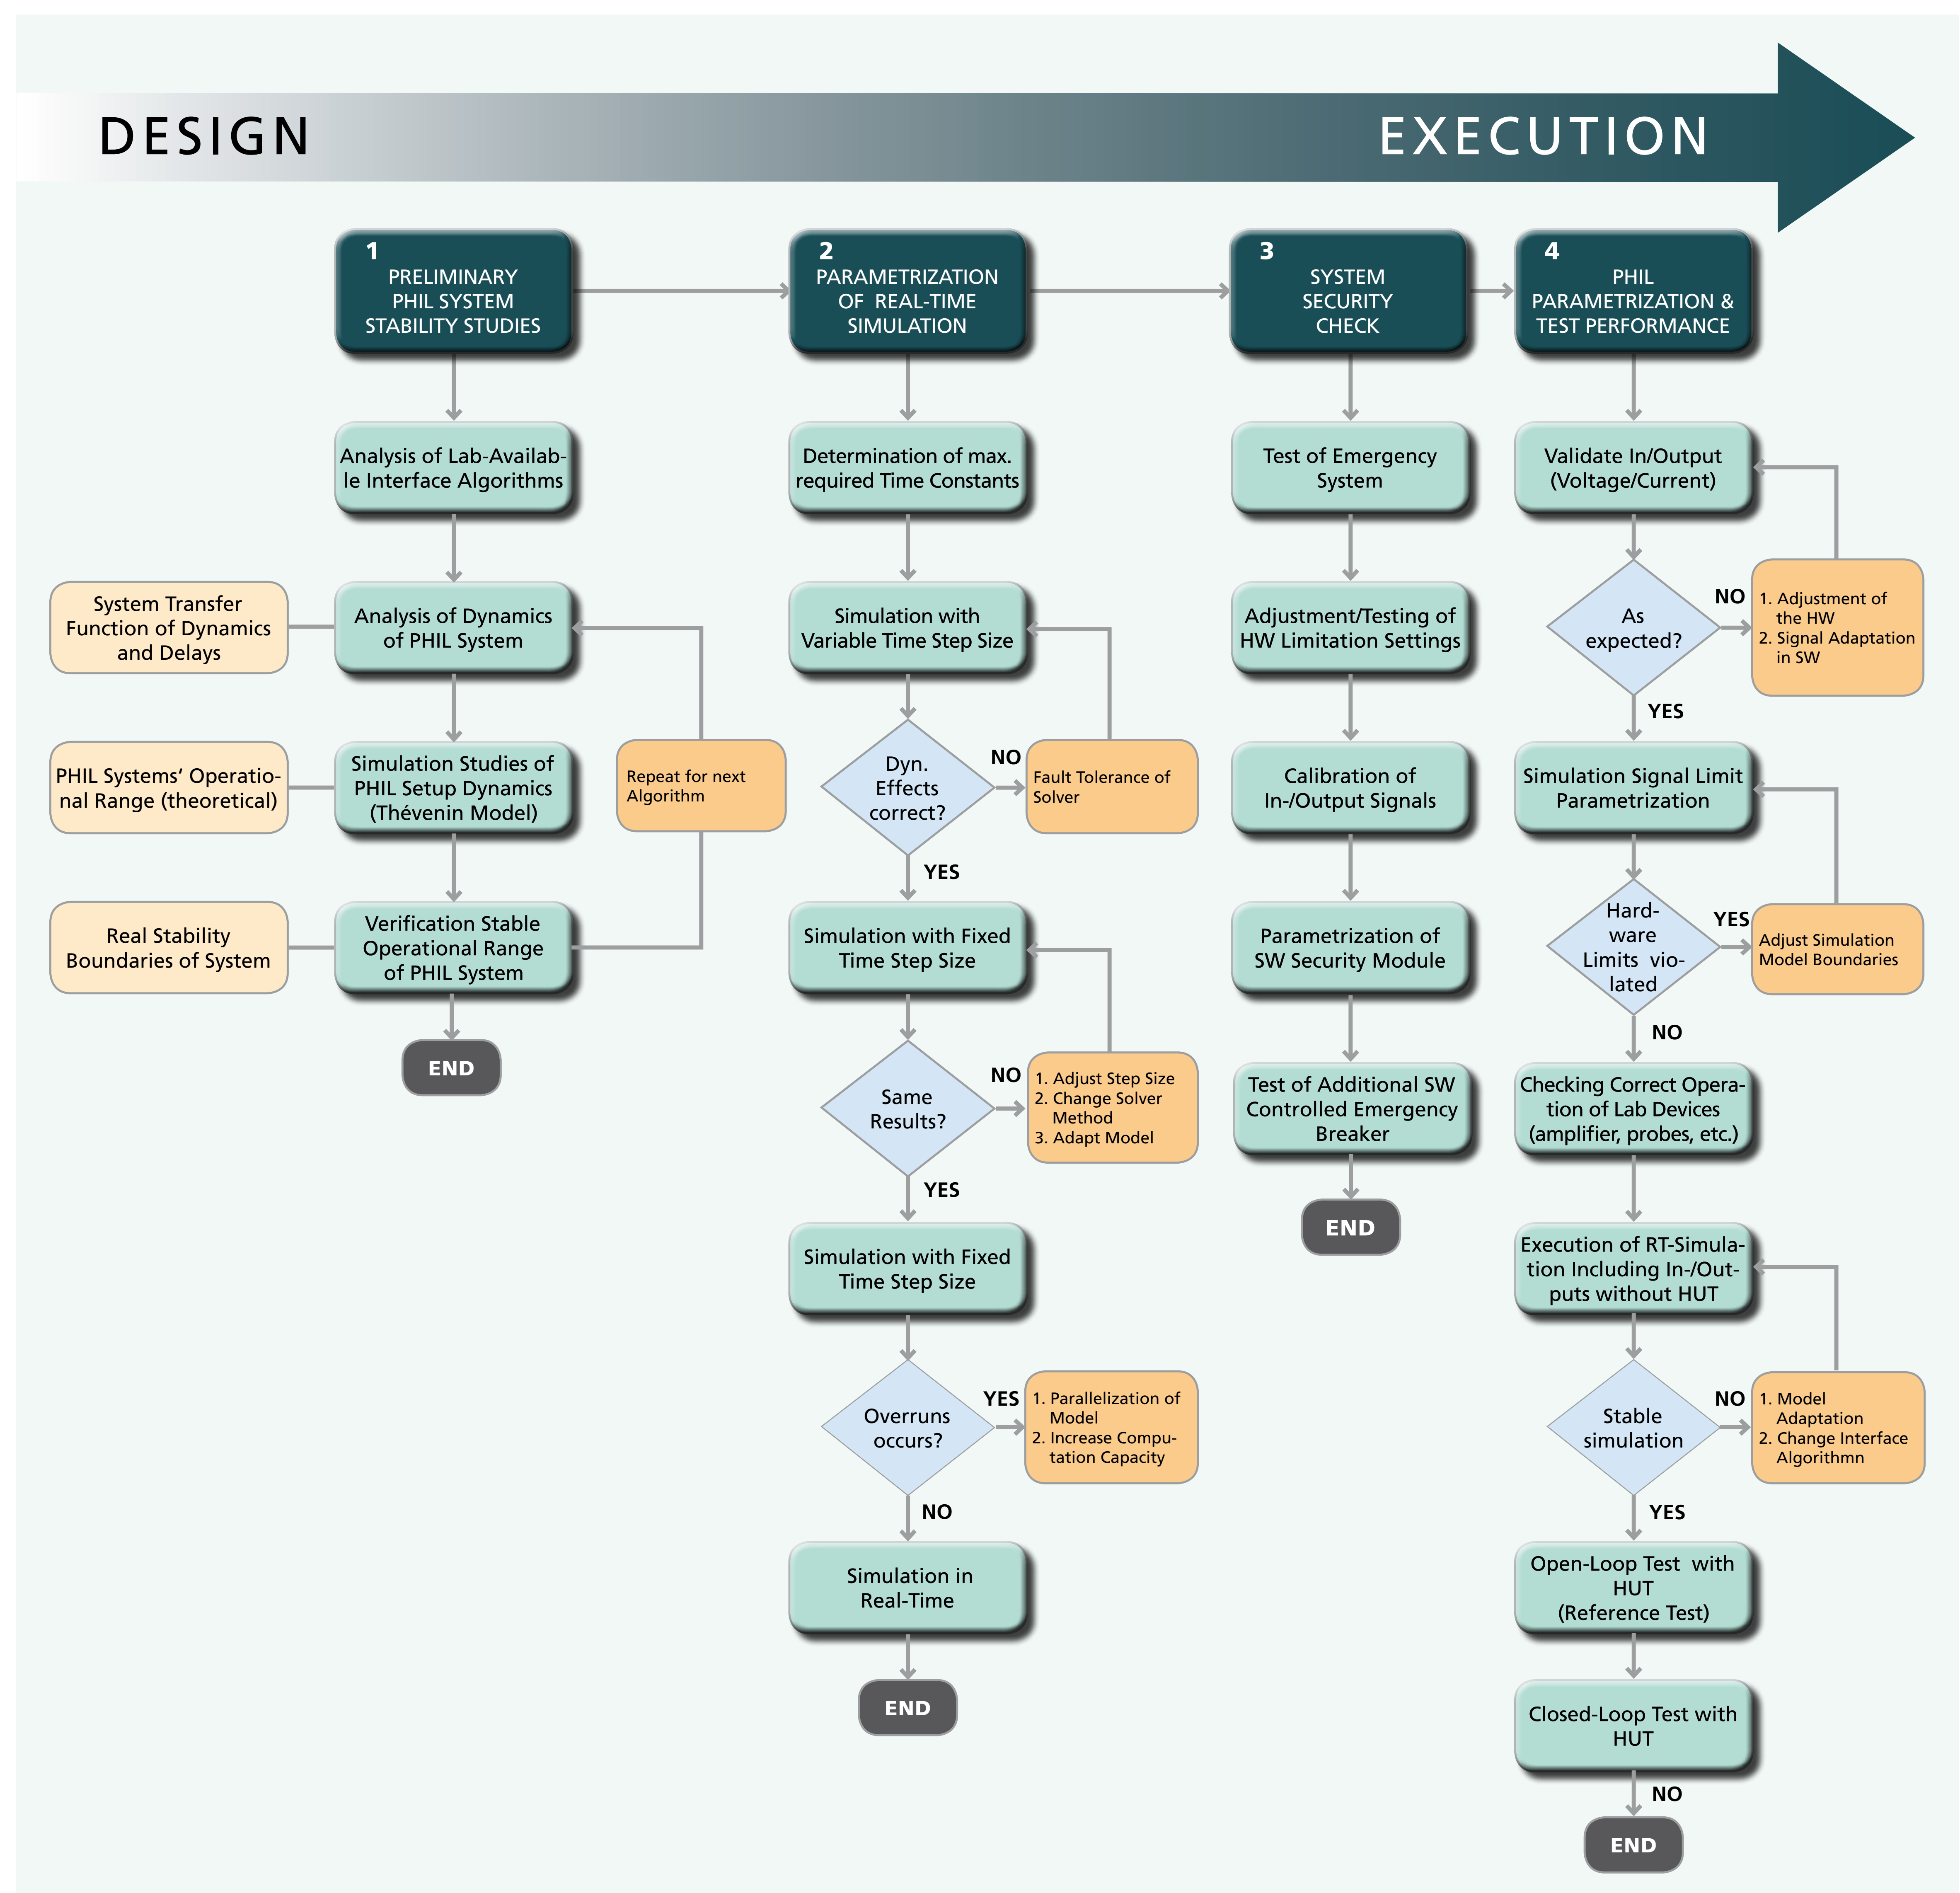 DESIGN
EXECUTION
1
PRELIMINARY
PHIL SYSTEM
STABILITY STUDIES
2
PARAMETRIZATION
OF REAL-TIME
SIMULATION
3
SYSTEM
SECURITY
CHECK
4
PHIL
PARAMETRIZATION &
TEST PERFORMANCE
Analysis of Lab-Availab-
le Interface Algorithms
System Transfer
Function of Dynamics
and Delays
Analysis of Dynamics
of PHIL System
PHIL Systems' Operatio-
nal Range (theoretical)
Simulation Studies of
PHIL Setup Dynamics
(Thévenin Model)
Repeat for next
Algorithm
Real Stability
Boundaries of System
Verification Stable
Operational Range
of PHIL System
END
Determination of max.
required Time Constants
Simulation with
Variable Time Step Size
Dyn.
Effects
correct?
NO
Fault Tolerance of
Solver
YES
Simulation with Fixed
Time Step Size
Same
Results?
NO
1. Adjust Step Size
2. Change Solver
Method
3. Adapt Model
YES
Simulation with Fixed
Time Step Size
Overruns
occurs?
YES
1. Parallelization of
Model
2. Increase Compu-
tation Capacity
NO
Simulation in
Real-Time
END
Test of Emergency
System
Adjustment/Testing of
HW Limitation Settings
Calibration of
In-/Output Signals
Parametrization of
SW Security Module
Test of Additional SW
Controlled Emergency
Breaker
END
Validate In/Output
(Voltage/Current)
As
expected?
NO
1. Adjustment of
the HW
2. Signal Adaptation
in SW
YES
Simulation Signal Limit
Parametrization
Hard-
ware
Limits vio-
lated
YES
Adjust Simulation
Model Boundaries
NO
Checking Correct Opera-
tion of Lab Devices
(amplifier, probes, etc.)
Execution of RT-Simula-
tion Including In-/Out-
puts without HUT
Stable
simulation
NO
1. Model
Adaptation
2. Change Interface
Algorithmn
YES
Open-Loop Test with
HUT
(Reference Test)
Closed-Loop Test with
HUT
NO
END